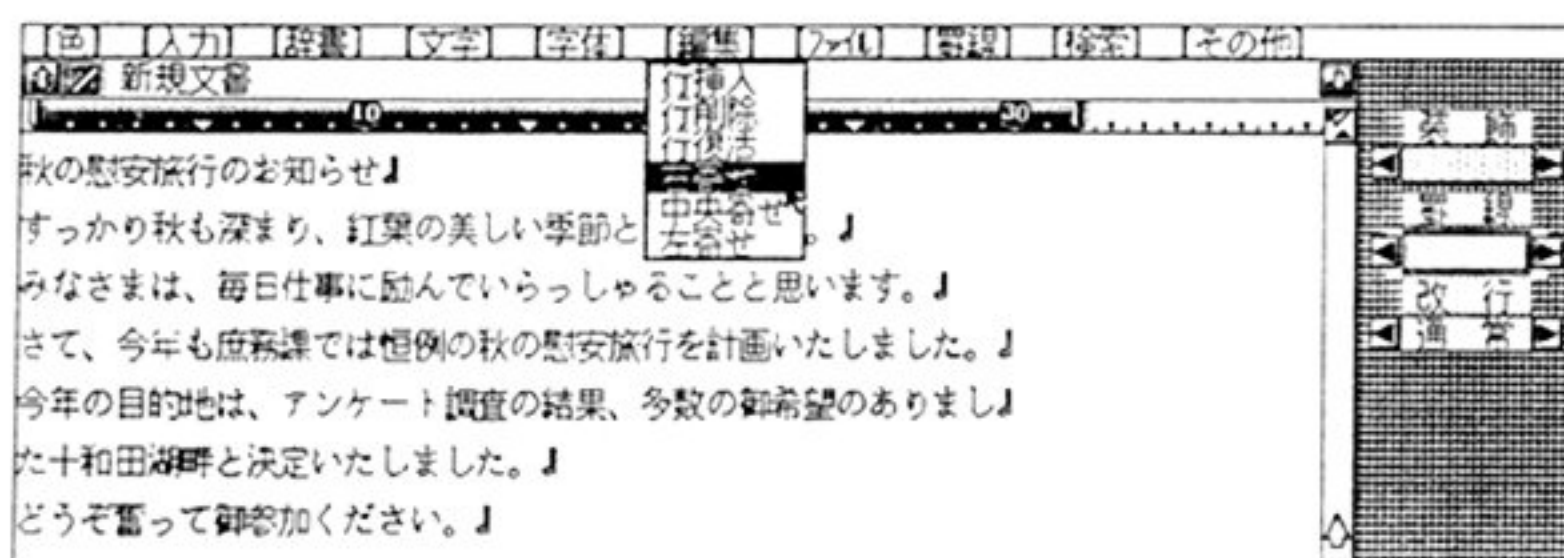 [色] [入力] [辞書] [文字] [字体] [編集] [ファイル] [罫線] [検索] [その他]
新規文書
行挿入
行削除
行復活
中央寄せ
左寄せ
10 30
装飾
罫線
改行
通常
秋の慰安旅行のお知らせ』
すっかり秋も深まり、紅葉の美しい季節と 。』
みなさまは、毎日仕事に励んでいらっしゃることと思います。』
さて、今年も庶務課では恒例の秋の慰安旅行を計画いたしました。』
今年の目的地は、アンケート調査の結果、多数の御希望のありまし』
た十和田湖畔と決定いたしました。』
どうぞ奮って御参加ください。』